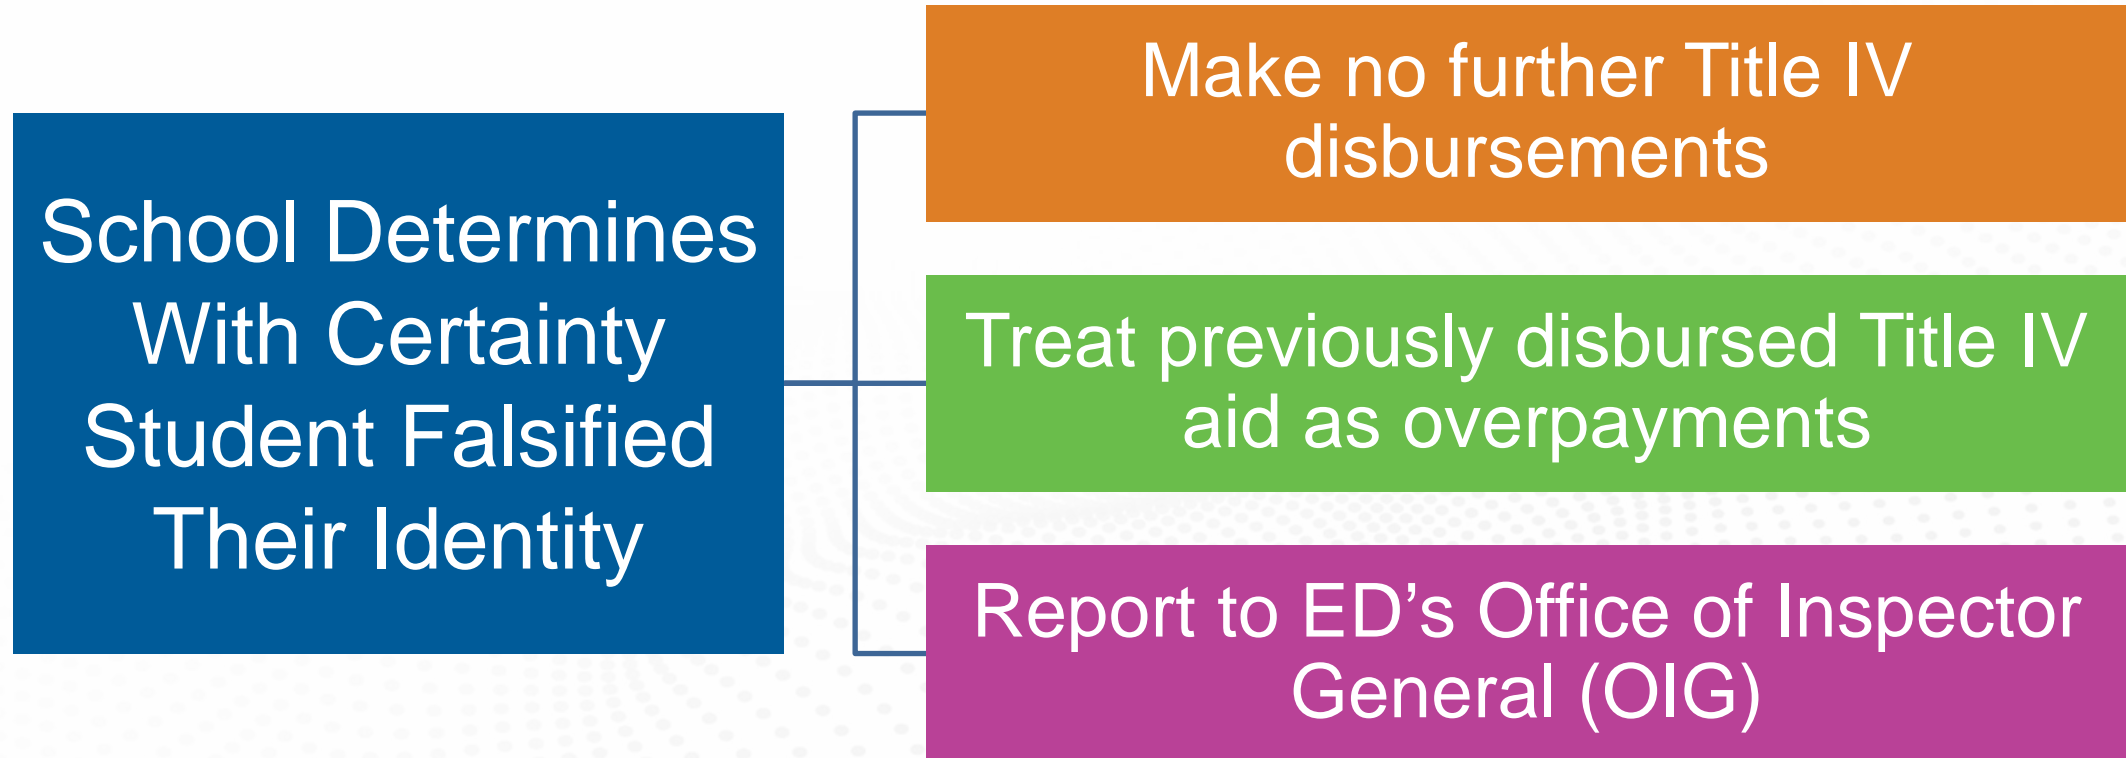 School Determines
With Certainty
Student Falsified
Their Identity
Make no further Title IV
disbursements
Treat previously disbursed Title IV
aid as overpayments
Report to ED’s Office of Inspector
General (OIG)